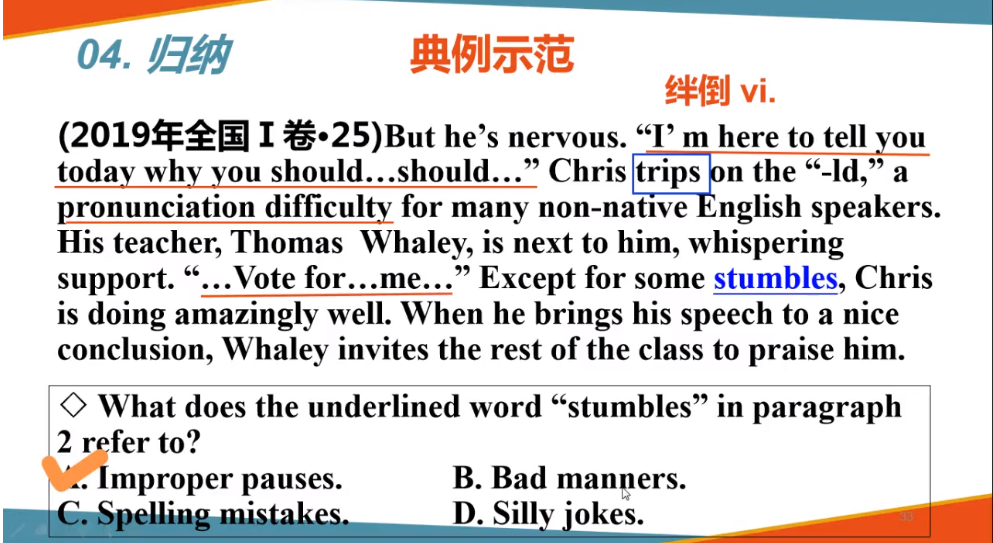 04. 归纳
典例示范
绊倒 vi.
(2019年全国Ⅰ卷•25)But he’s nervous. “I’ m here to tell you
today why you should…should…” Chris trips on the “-ld,” a
pronunciation difficulty for many non-native English speakers.
His teacher, Thomas Whaley, is next to him, whispering
support. “…Vote for…me…” Except for some stumbles, Chris
is doing amazingly well. When he brings his speech to a nice
conclusion, Whaley invites the rest of the class to praise him.
◇ What does the underlined word “stumbles” in paragraph
2 refer to?
A. Improper pauses. B. Bad manners.
C. Spelling mistakes. D. Silly jokes.
33